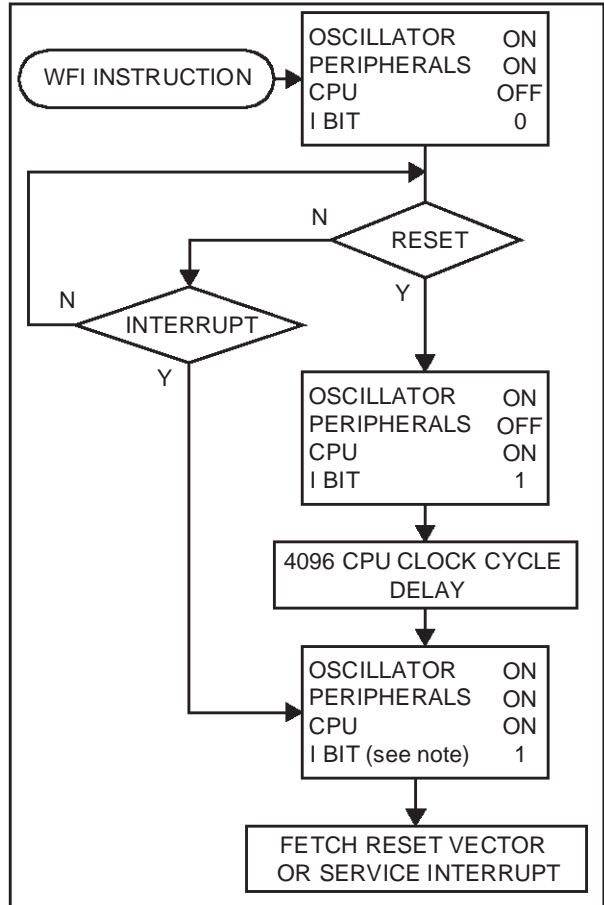 WFI INSTRUCTION
OSCILLATOR ON
PERIPHERALS ON
CPU OFF
I BIT 0
N
RESET
Y
N
INTERRUPT
Y
OSCILLATOR ON
PERIPHERALS OFF
CPU ON
I BIT 1
4096 CPU CLOCK CYCLE
DELAY
OSCILLATOR ON
PERIPHERALS ON
CPU ON
I BIT (see note) 1
FETCH RESET VECTOR
OR SERVICE INTERRUPT